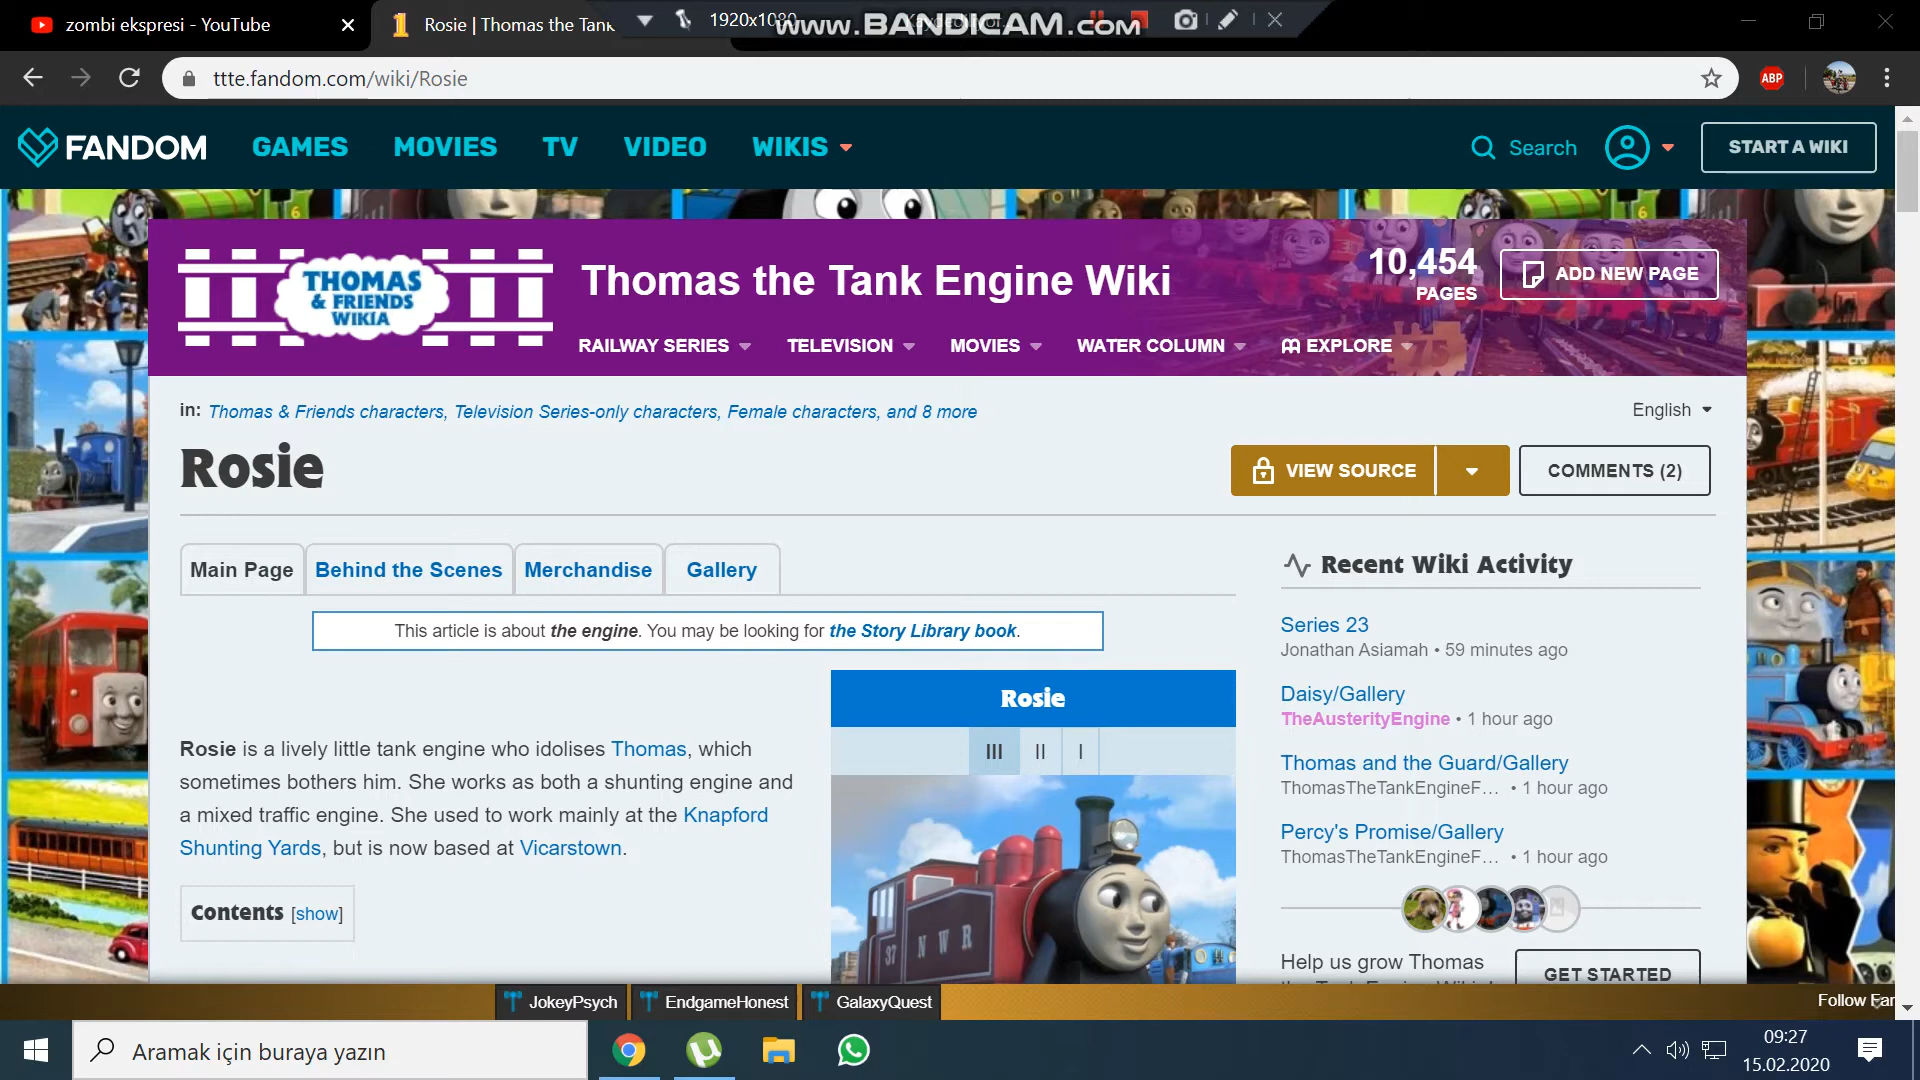 zombi ekspresi - YouTube
Rosie | Thomas the Tank
1920x1080
www.BANDICAM.com
ttte.fandom.com/wiki/Rosie
ABP
FANDOM
GAMES
MOVIES
TV
VIDEO
WIKIS
Search
START A WIKI
THOMAS
& FRIENDS
WIKIA
Thomas the Tank Engine Wiki
10,454
PAGES
ADD NEW PAGE
RAILWAY SERIES
TELEVISION
MOVIES
WATER COLUMN
EXPLORE
75
in: Thomas & Friends characters, Television Series-only characters, Female characters, and 8 more
English
Rosie
VIEW SOURCE
COMMENTS (2)
Main Page
Behind the Scenes
Merchandise
Gallery
This article is about the engine. You may be looking for the Story Library book.
Rosie
III
II
I
Rosie is a lively little tank engine who idolises Thomas, which
sometimes bothers him. She works as both a shunting engine and
a mixed traffic engine. She used to work mainly at the Knapford
Shunting Yards, but is now based at Vicarstown.
Contents [show]
37 NWR
Recent Wiki Activity
Series 23
Jonathan Asiamah • 59 minutes ago
Daisy/Gallery
TheAusterityEngine • 1 hour ago
Thomas and the Guard/Gallery
ThomasTheTankEngineF... • 1 hour ago
Percy's Promise/Gallery
ThomasTheTankEngineF... • 1 hour ago
Help us grow Thomas
GET STARTED
JokeyPsych
EndgameHonest
GalaxyQuest
Follow Fan
Aramak için buraya yazın
09:27
15.02.2020